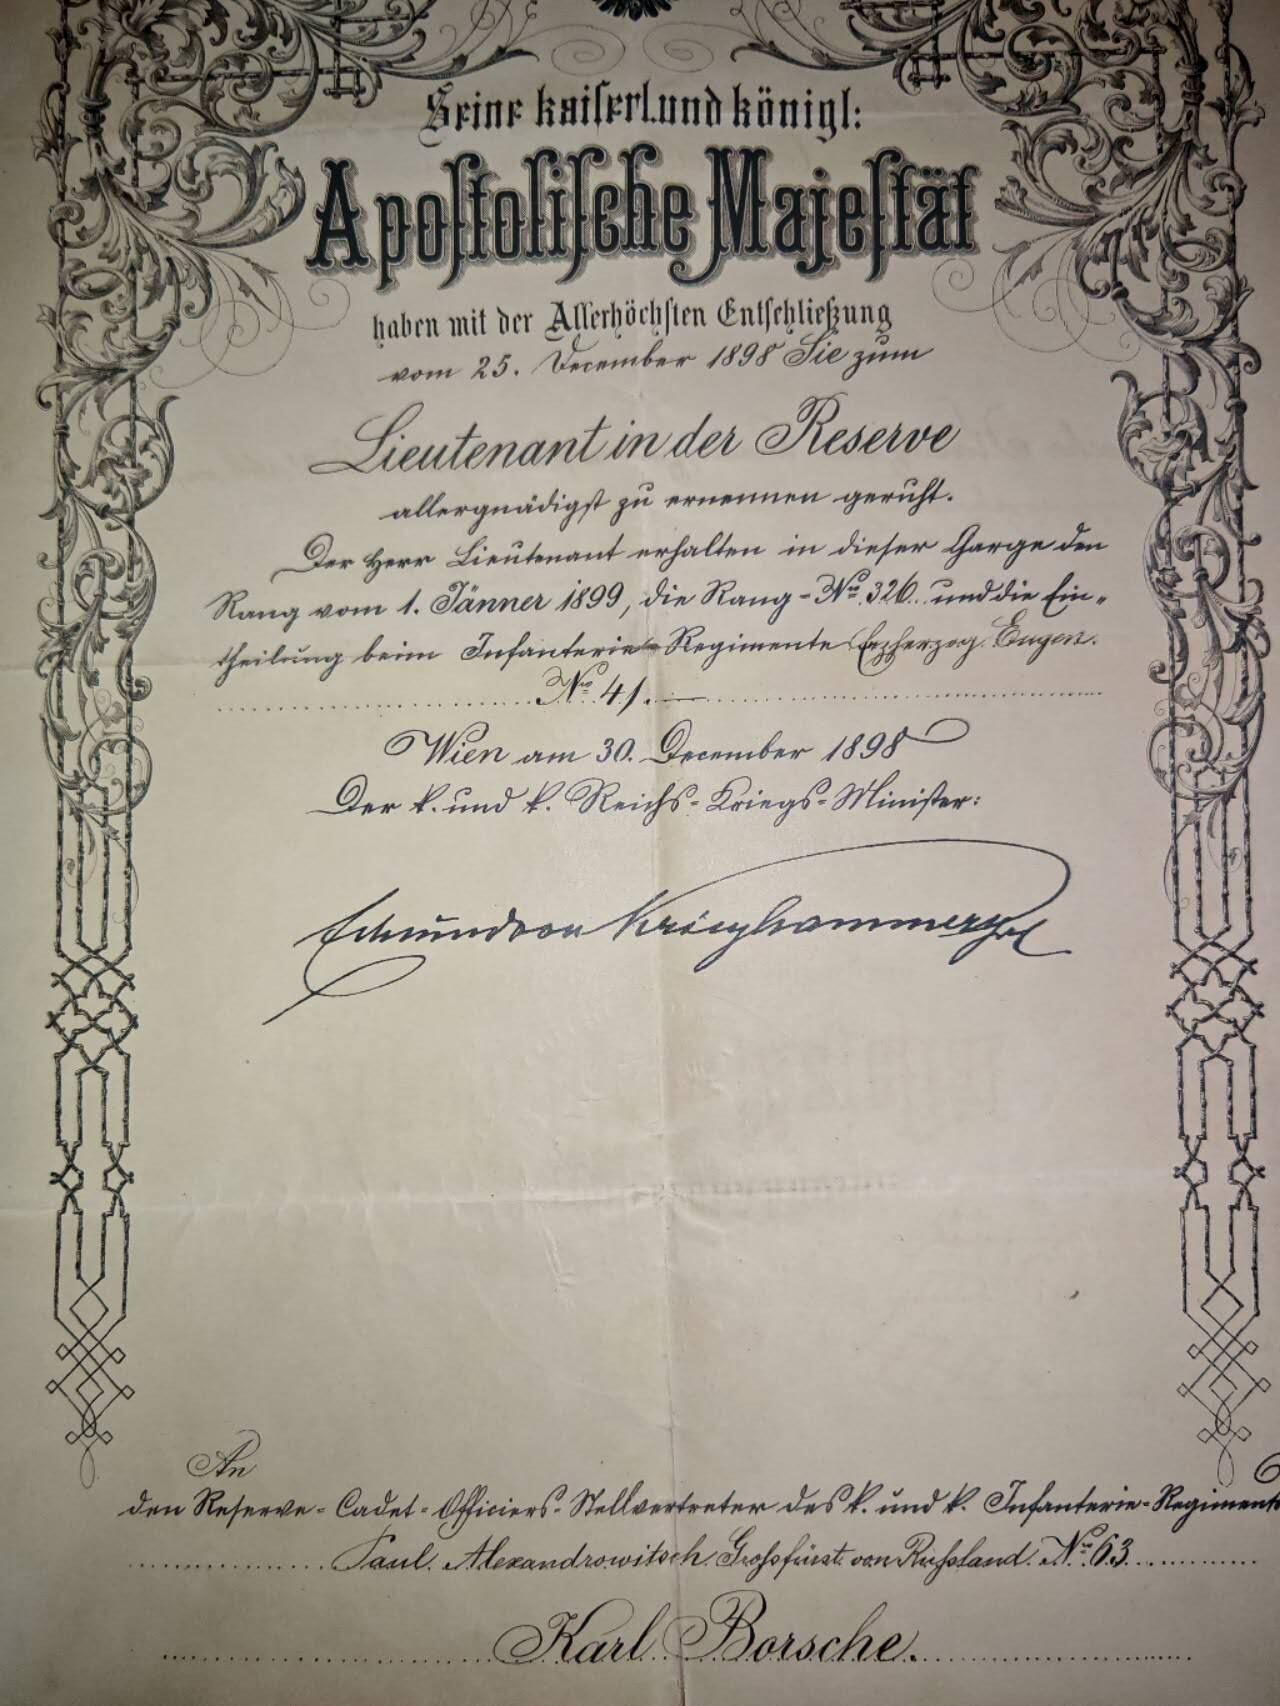 Seine kaiserl. und königl:
Apostolische Majestät
haben mit der Allerhöchsten Entschließung
vom 25. December 1898 Sie zum
Lieutenant in der Reserve
allergnädigst zu ernennen geruht.
Der Herr Lieutenant erhalten in dieser Charge den
Rang vom 1. Jänner 1899, die Rang-No. 326. und die Ein-
theilung beim Infanterie-Regimente Erzherzog Eugen.
No. 41.
Wien am 30. December 1898
Der k. und k. Reichs-Kriegs-Minister:
Edmund von Krieghammer
An
den Reserve-Cadet-Officiers-Stellvertreter des k. und k. Infanterie-Regiments
Paul Alexandrowitsch Großfürst von Rußland No. 63
Karl Borsche.